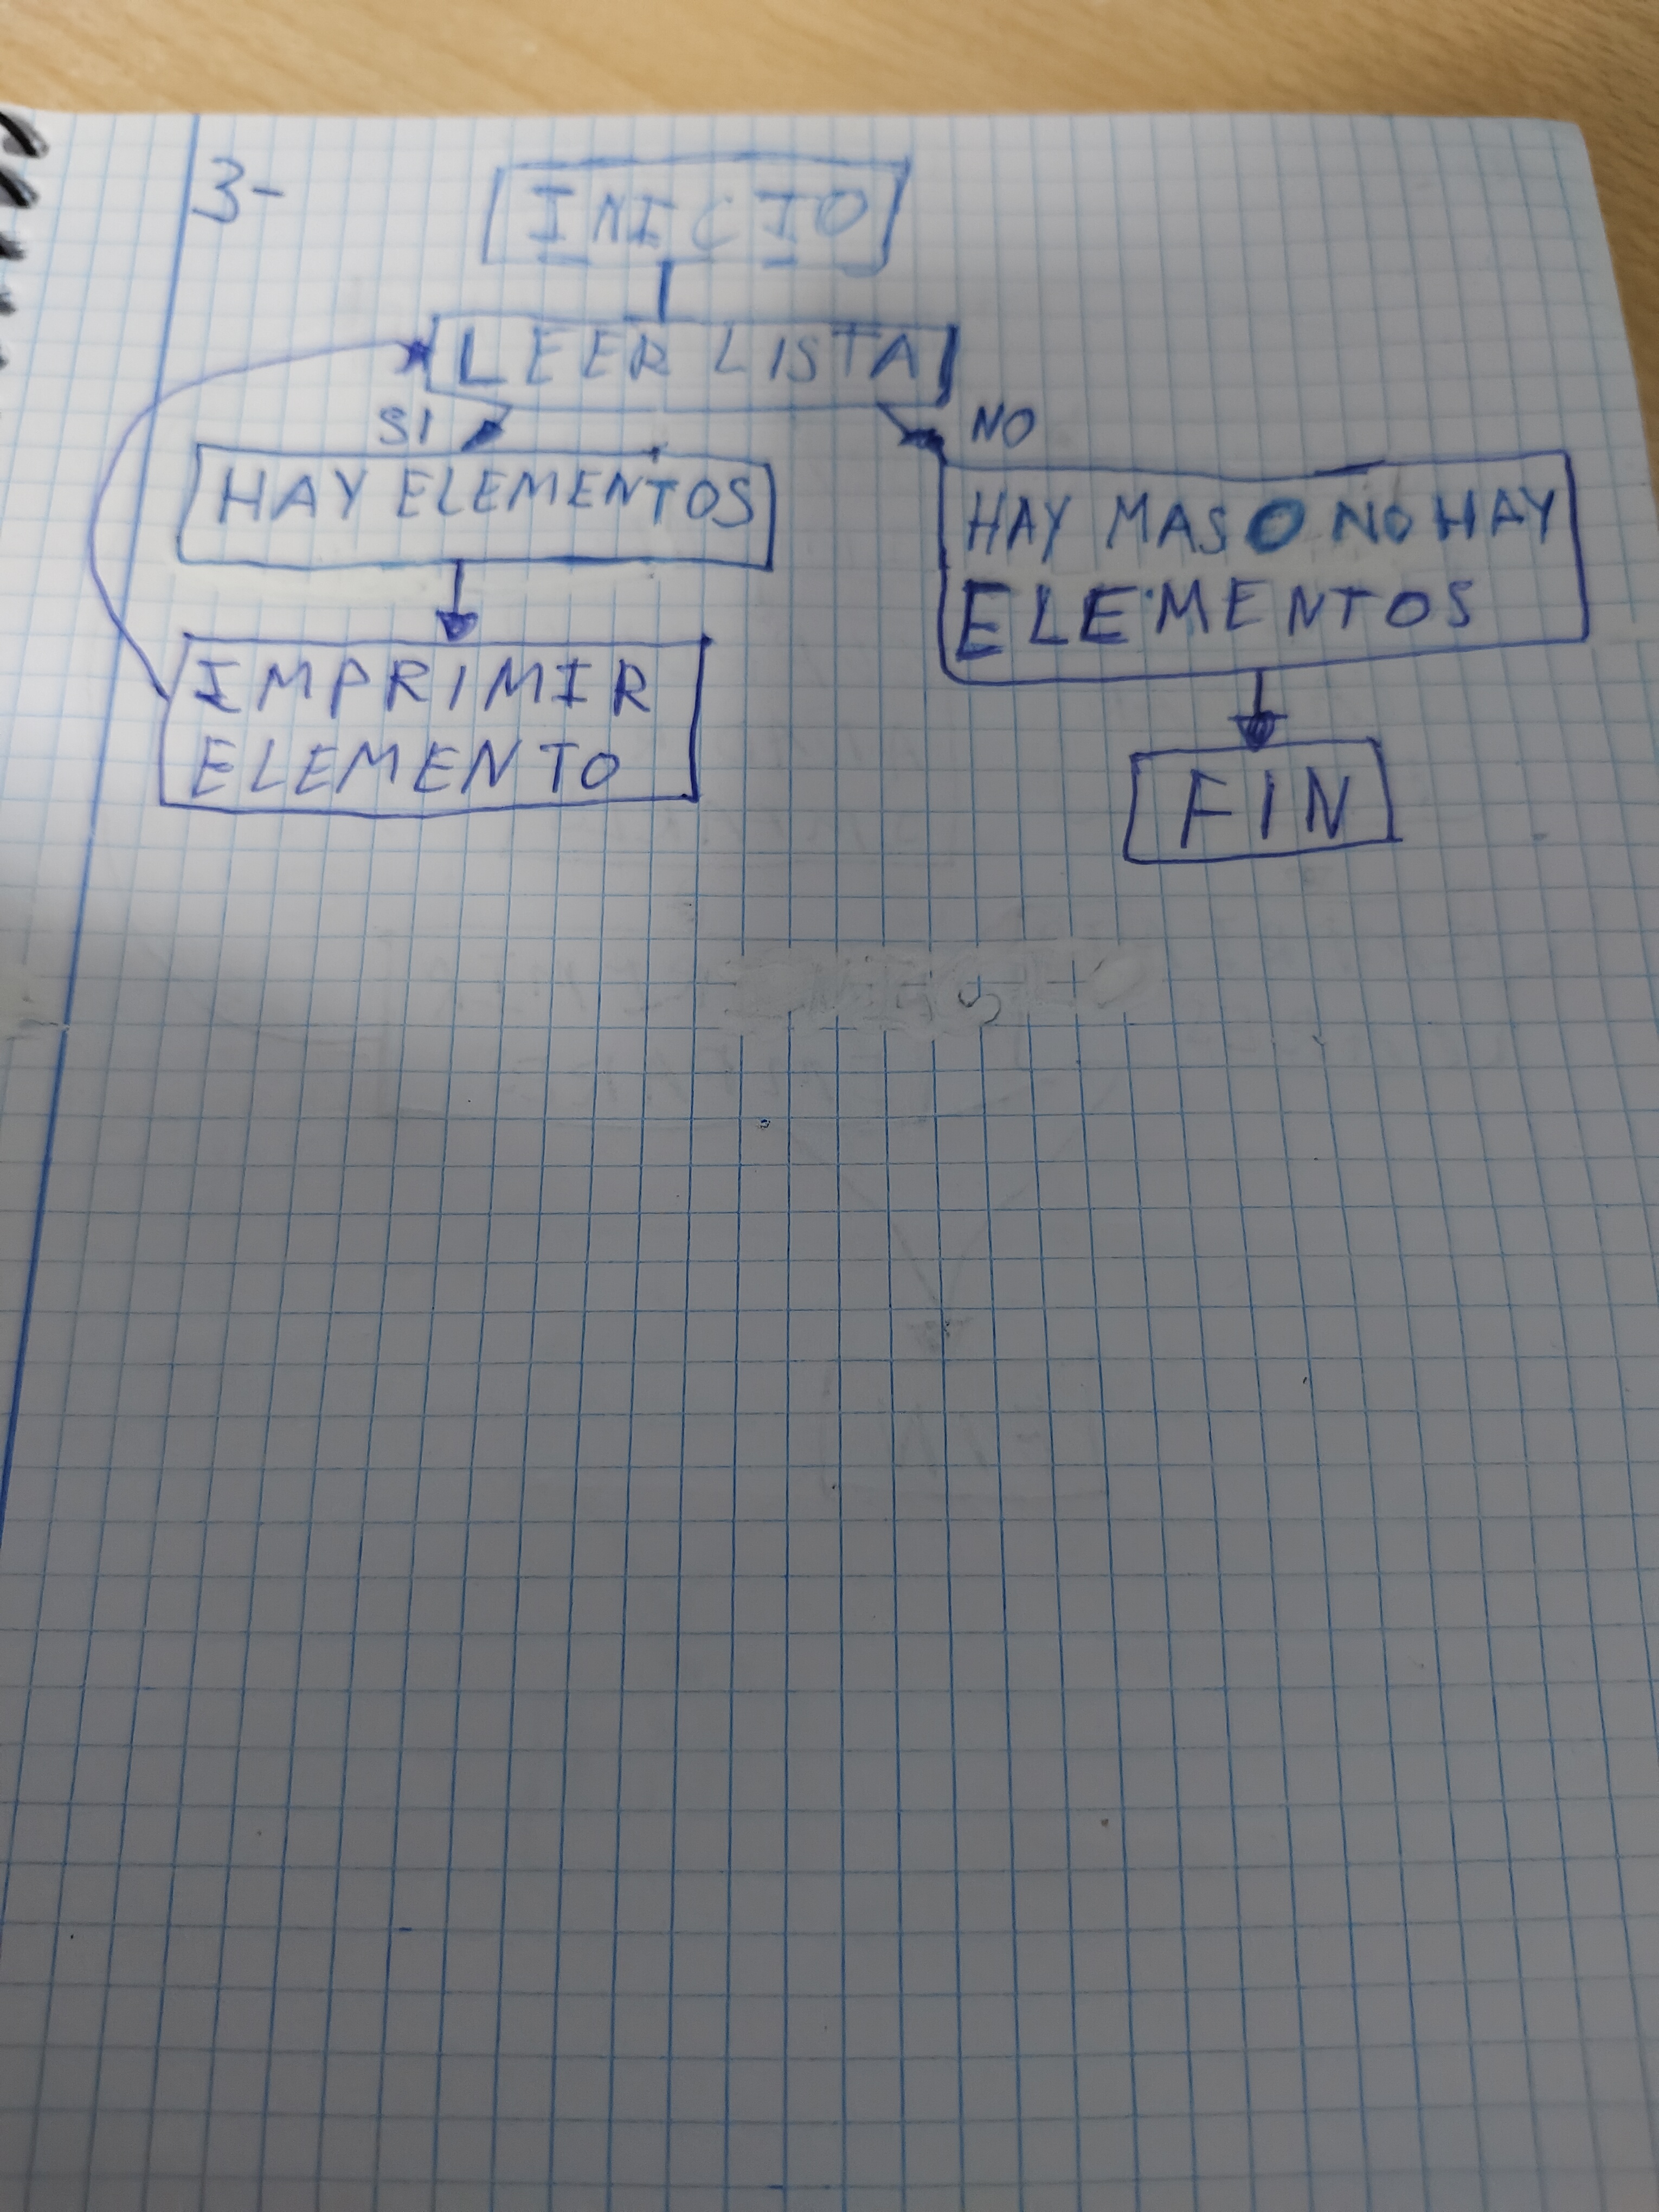 3-
INICIO
LEER LISTA
SI
NO
HAY ELEMENTOS
HAY MAS O NO HAY
ELEMENTOS
IMPRIMIR
ELEMENTO
FIN